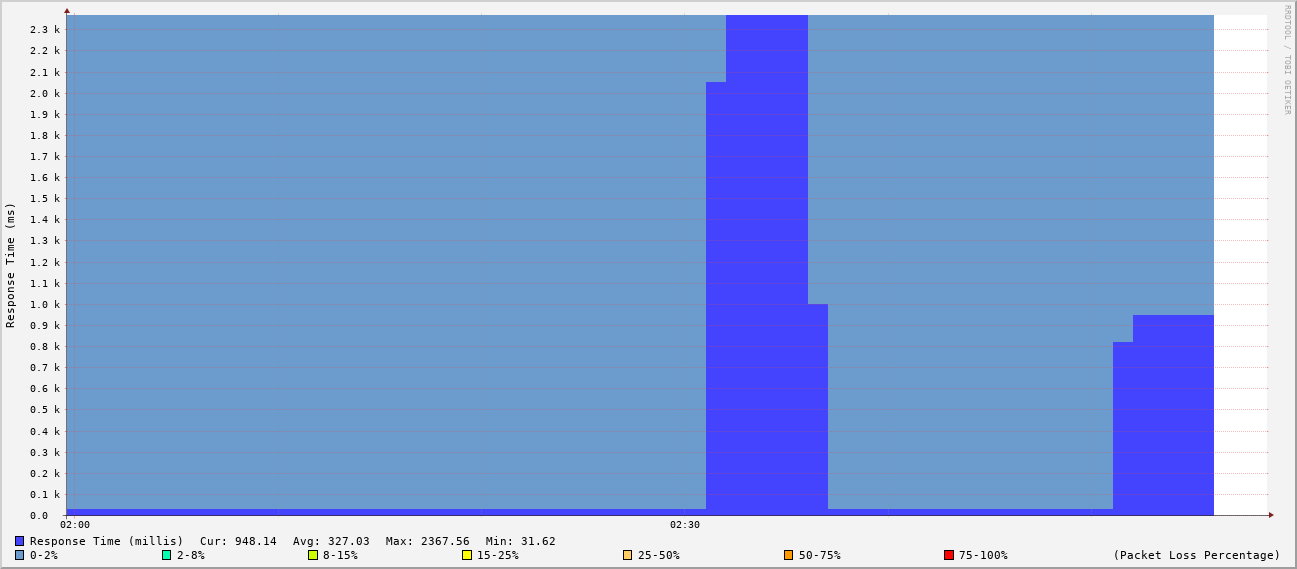 RRDTOOL / TOBI OETIKER
Response Time (ms)
2.3 k
2.2 k
2.1 k
2.0 k
1.9 k
1.8 k
1.7 k
1.6 k
1.5 k
1.4 k
1.3 k
1.2 k
1.1 k
1.0 k
0.9 k
0.8 k
0.7 k
0.6 k
0.5 k
0.4 k
0.3 k
0.2 k
0.1 k
0.0
02:00 02:30
Response Time (millis) Cur: 948.14 Avg: 327.03 Max: 2367.56 Min: 31.62
0-2% 2-8% 8-15% 15-25% 25-50% 50-75% 75-100% (Packet Loss Percentage)